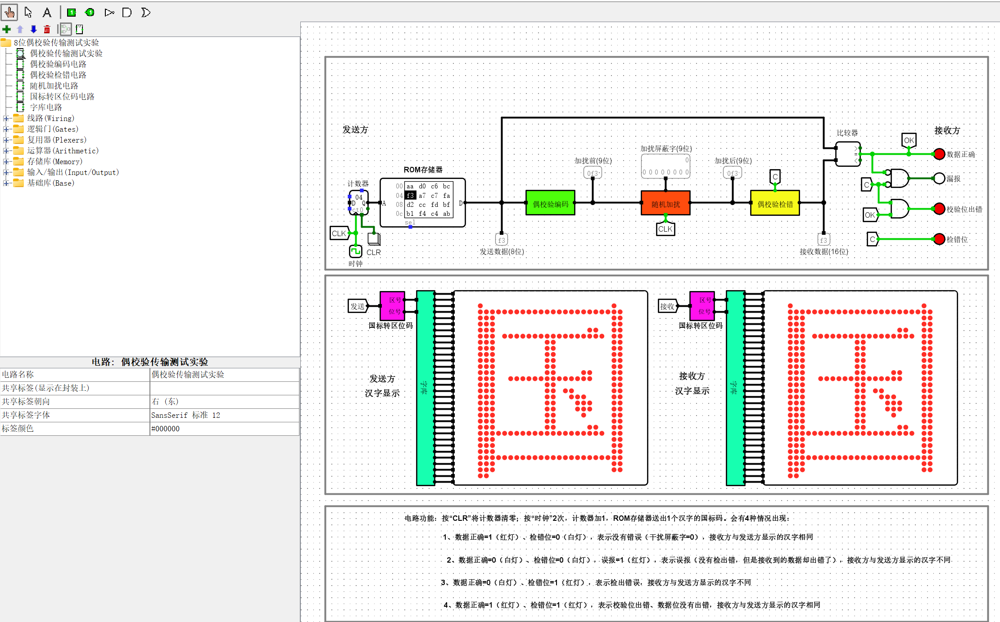 8位偶校验传输测试实验
偶校验传输测试实验
偶校验编码电路
偶校验检错电路
随机加扰电路
国标转区位码电路
字库电路
线路(Wiring)
逻辑门(Gates)
复用器(Plexers)
运算器(Arithmetic)
存储库(Memory)
输入/输出(Input/Output)
基础库(Base)
电路: 偶校验传输测试实验
电路名称 偶校验传输测试实验
共享标签(显示在封装上)
共享标签朝向 右 (东)
共享标签字体 SansSerif 标准 12
标签颜色 #000000
发送方
接收方
比较器
OK
> = <
数据正确
加扰屏蔽字(9位)
0
0 0 0 0 0 0 0 0
加扰前(9位)
0f3
加扰后(9位)
0f3
C
漏报
C
ROM存储器
计数器
04
D Q
ct0
A
00 aa d0 c6 bc
04 f3 a7 c7 fa
08 d2 cc fd bf
0c b1 f4 c4 ab
D
sel
偶校验编码
随机加扰
偶校验检错
校验位出错
OK
CLK
CLR
时钟
CLK
f3
发送数据(8位)
f3
接收数据(16位)
C
检错位
发送
区号
位号
国标转区位码
字库
发送方
汉字显示
接收
区号
位号
国标转区位码
字库
接收方
汉字显示
电路功能：按“CLR”将计数器清零；按“时钟”2次，计数器加1，ROM存储器送出1个汉字的国标码。会有4种情况出现：
1、数据正确=1（红灯）、检错位=0（白灯），表示没有错误（干扰屏蔽字=0），接收方与发送方显示的汉字相同
2、数据正确=0（白灯）、检错位=0（白灯），误报=1（红灯），表示误报（没有检出错，但是接收到的数据却出错了），接收方与发送方显示的汉字不同
3、数据正确=0（白灯）、检错位=1（红灯），表示检出错误，接收方与发送方显示的汉字不同
4、数据正确=1（红灯）、检错位=1（红灯），表示校验位出错、数据位没有出错，接收方与发送方显示的汉字相同